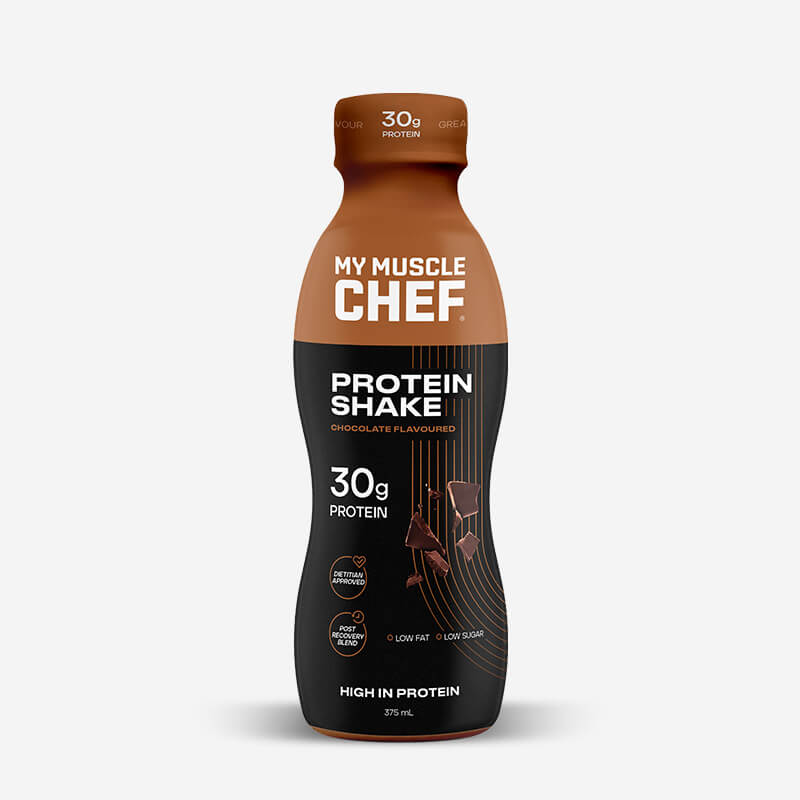 VOUR
30g
PROTEIN
GREA
MY MUSCLE
CHEF®
PROTEIN
SHAKE
CHOCOLATE FLAVOURED
30g
PROTEIN
DIETITIAN
APPROVED
POST
RECOVERY
BLEND
LOW FAT LOW SUGAR
HIGH IN PROTEIN
375 mL